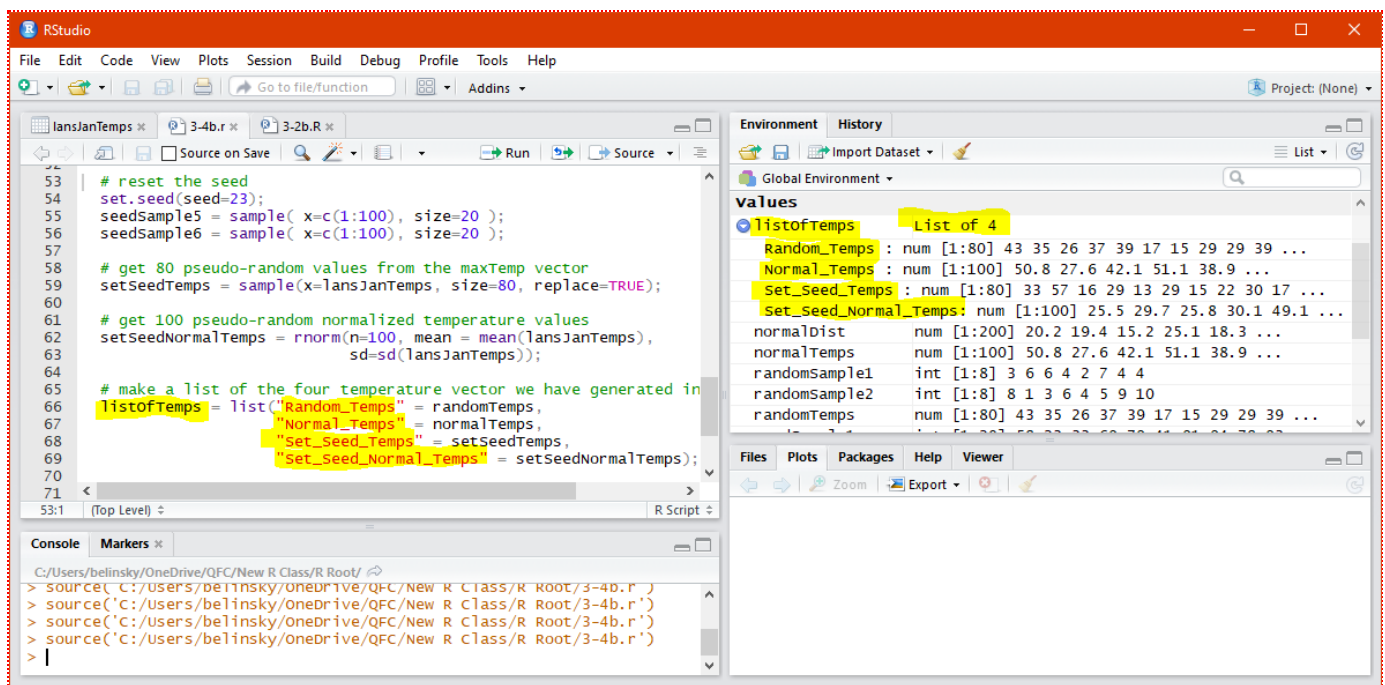 RStudio
File Edit Code View Plots Session Build Debug Profile Tools Help
Go to file/function Addins Project: (None)
lansJanTemps 3-4b.r 3-2b.R
Source on Save Run Source
53 # reset the seed
54 set.seed(seed=23);
55 seedSample5 = sample( x=c(1:100), size=20 );
56 seedSample6 = sample( x=c(1:100), size=20 );
57
58 # get 80 pseudo-random values from the maxTemp vector
59 setSeedTemps = sample(x=lansJanTemps, size=80, replace=TRUE);
60
61 # get 100 pseudo-random normalized temperature values
62 setSeedNormalTemps = rnorm(n=100, mean = mean(lansJanTemps),
63 sd=sd(lansJanTemps));
64
65 # make a list of the four temperature vector we have generated in
66 listOfTemps = list("Random_Temps" = randomTemps,
67 "Normal_Temps" = normalTemps,
68 "Set_Seed_Temps" = setSeedTemps,
69 "Set_Seed_Normal_Temps" = setSeedNormalTemps);
70
71
53:1 (Top Level) R Script
Console Markers
C:/Users/belinsky/OneDrive/QFC/New R Class/R Root/
> source('C:/Users/belinsky/OneDrive/QFC/New R Class/R Root/3-4b.r')
> source('C:/Users/belinsky/OneDrive/QFC/New R Class/R Root/3-4b.r')
> source('C:/Users/belinsky/OneDrive/QFC/New R Class/R Root/3-4b.r')
> source('C:/Users/belinsky/OneDrive/QFC/New R Class/R Root/3-4b.r')
>
Environment History
Import Dataset List
Global Environment
Values
listOfTemps List of 4
Random_Temps : num [1:80] 43 35 26 37 39 17 15 29 29 39 ...
Normal_Temps : num [1:100] 50.8 27.6 42.1 51.1 38.9 ...
Set_Seed_Temps : num [1:80] 33 57 16 29 13 29 15 22 30 17 ...
Set_Seed_Normal_Temps: num [1:100] 25.5 29.7 25.8 30.1 49.1 ...
normalDist num [1:200] 20.2 19.4 15.2 25.1 18.3 ...
normalTemps num [1:100] 50.8 27.6 42.1 51.1 38.9 ...
randomSample1 int [1:8] 3 6 6 4 2 7 4 4
randomSample2 int [1:8] 8 1 3 6 4 5 9 10
randomTemps num [1:80] 43 35 26 37 39 17 15 29 29 39 ...
Files Plots Packages Help Viewer
Zoom Export